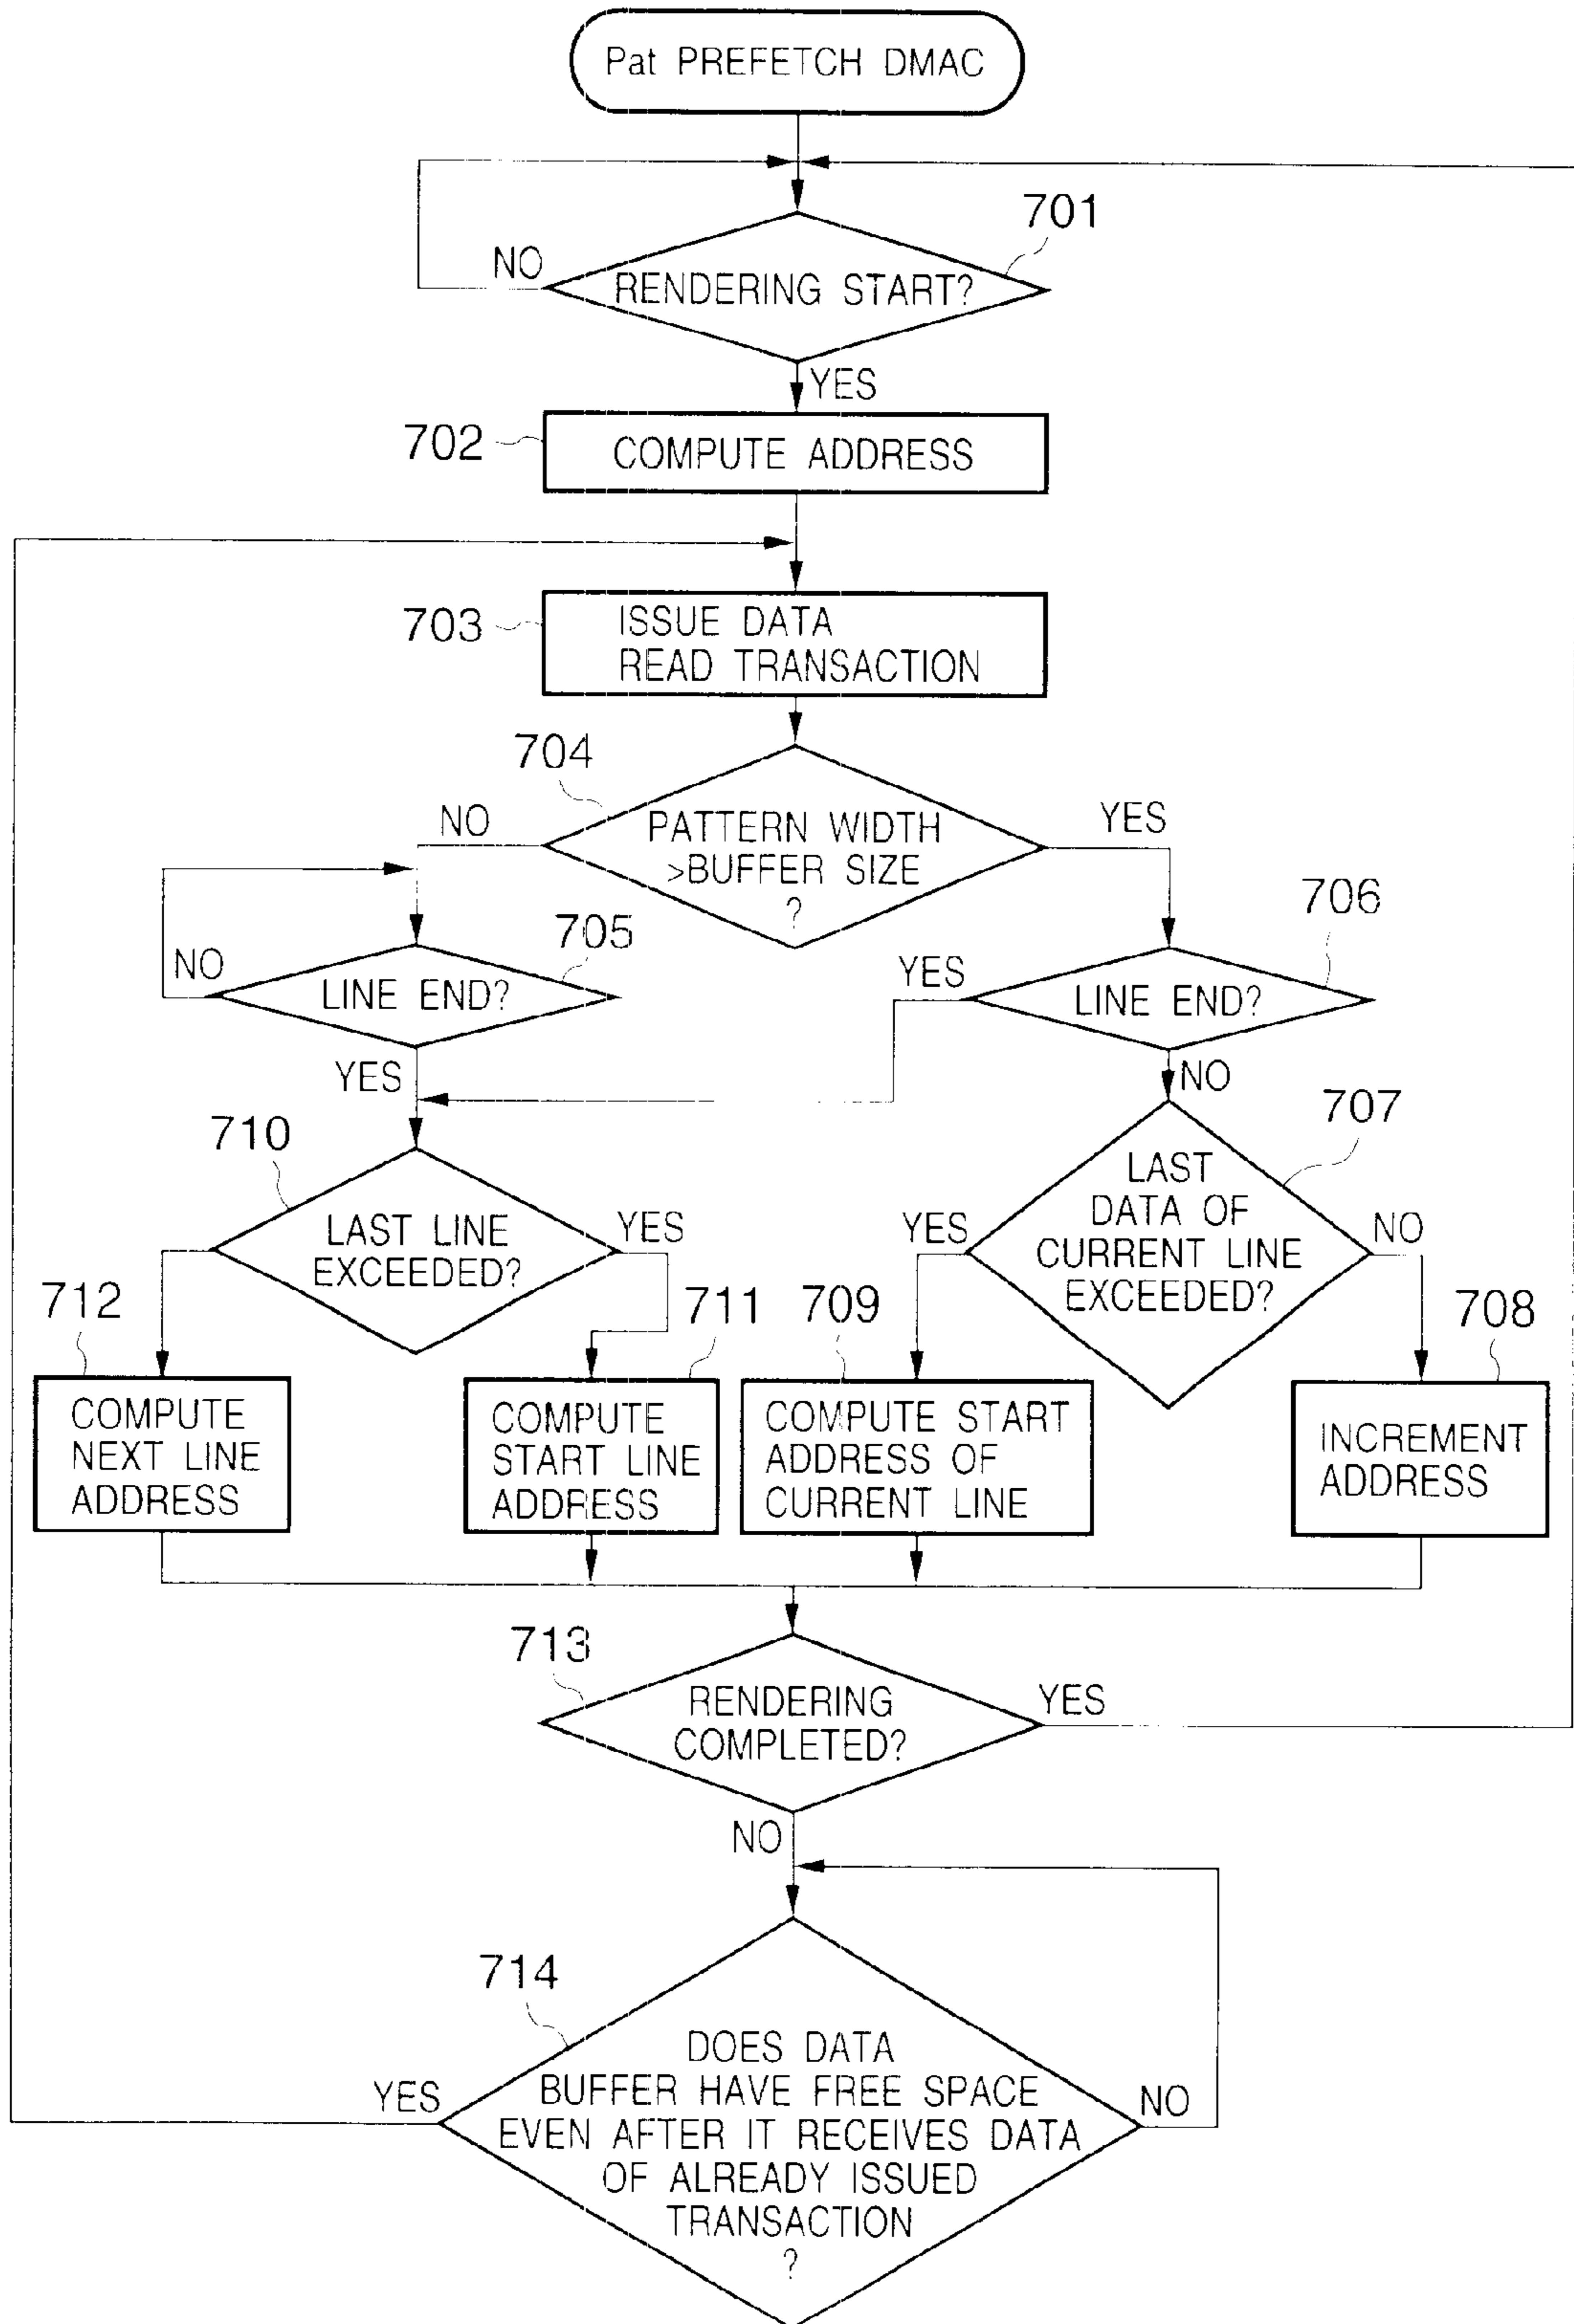 Pat PREFETCH DMAC
701
NO
RENDERING START?
YES
702
COMPUTE ADDRESS
703
ISSUE DATA
READ TRANSACTION
704
NO
PATTERN WIDTH
>BUFFER SIZE
?
YES
705
NO
LINE END?
YES
706
YES
LINE END?
NO
710
LAST LINE
EXCEEDED?
YES
707
YES
LAST
DATA OF
CURRENT LINE
EXCEEDED?
NO
712
COMPUTE
NEXT LINE
ADDRESS
711
COMPUTE
START LINE
ADDRESS
709
COMPUTE START
ADDRESS OF
CURRENT LINE
708
INCREMENT
ADDRESS
713
RENDERING
COMPLETED?
YES
NO
714
YES
DOES DATA
BUFFER HAVE FREE SPACE
EVEN AFTER IT RECEIVES DATA
OF ALREADY ISSUED
TRANSACTION
?
NO